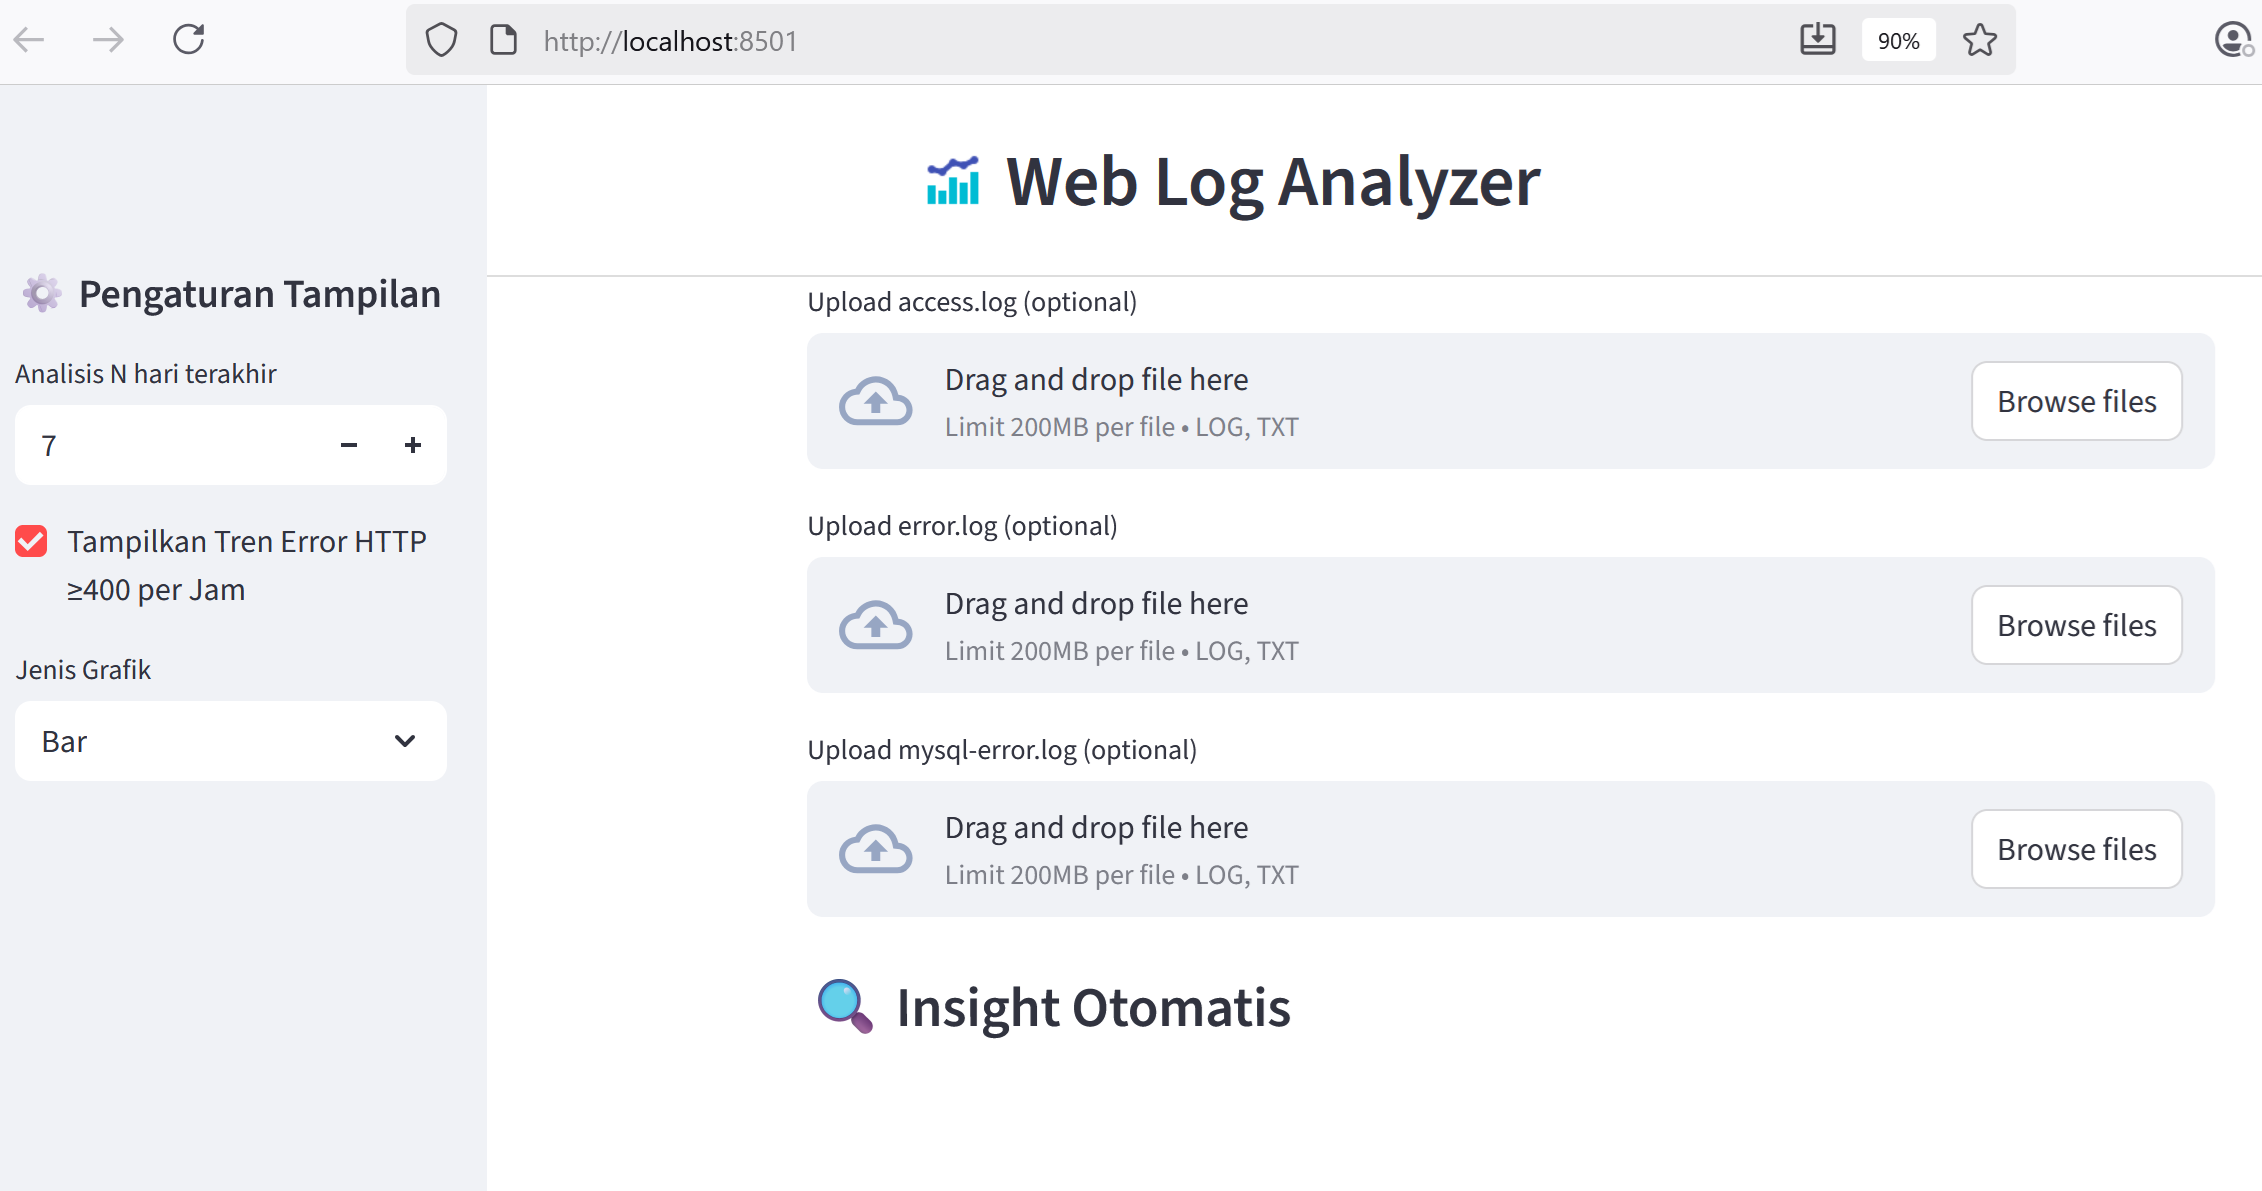 http://localhost:8501
90%
Web Log Analyzer
Pengaturan Tampilan
Analisis N hari terakhir
7
Tampilkan Tren Error HTTP
≥400 per Jam
Jenis Grafik
Bar
Upload access.log (optional)
Drag and drop file here
Limit 200MB per file • LOG, TXT
Browse files
Upload error.log (optional)
Drag and drop file here
Limit 200MB per file • LOG, TXT
Browse files
Upload mysql-error.log (optional)
Drag and drop file here
Limit 200MB per file • LOG, TXT
Browse files
Insight Otomatis